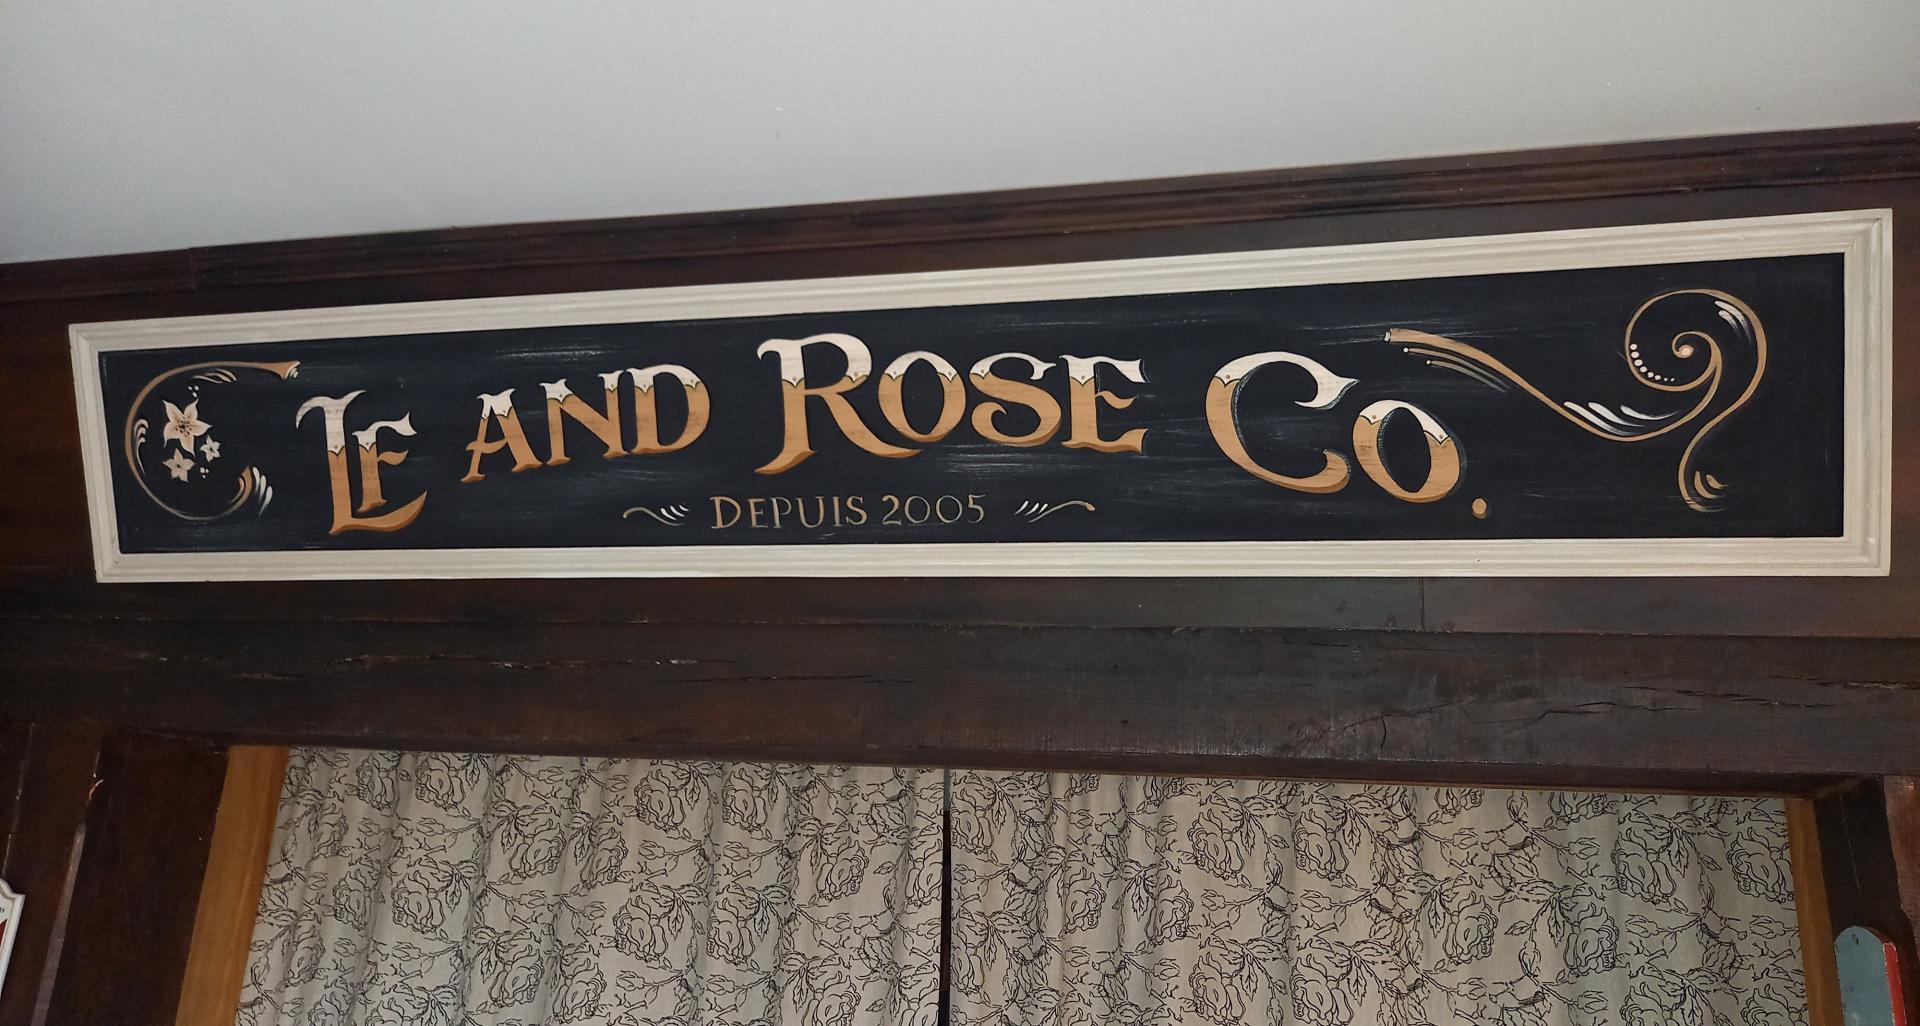 LE AND ROSE CO.
DEPUIS 2005